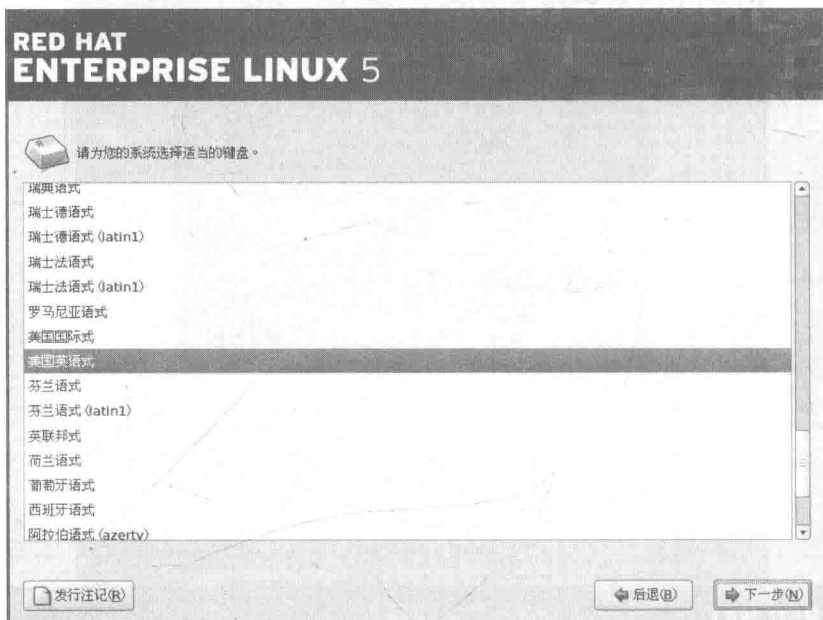 RED HAT
ENTERPRISE LINUX 5
请为您的系统选择适当的键盘。
瑞典语式
瑞士德语式
瑞士德语式 (latin1)
瑞士法语式
瑞士法语式 (latin1)
罗马尼亚语式
美国国际式
美国英语式
芬兰语式
芬兰语式 (latin1)
英联邦式
荷兰语式
葡萄牙语式
西班牙语式
阿拉伯语式 (azerty)
发行注记(R)
后退(B)
下一步(N)